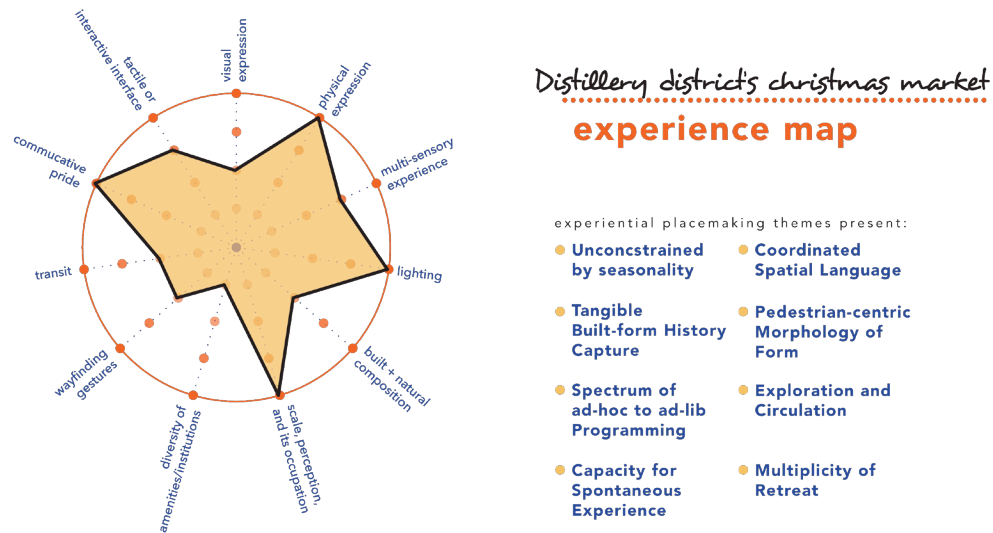 visual
expression
physical
expression
multi-sensory
experience
lighting
built + natural
composition
scale, perception,
and its occupation
diversity of
amenities/institutions
wayfinding
gestures
transit
commucative
pride
tactile or
interactive interface
Distillery district's christmas market
experience map
experiential placemaking themes present:
Unconcstrained
by seasonality
Tangible
Built-form History
Capture
Spectrum of
ad-hoc to ad-lib
Programming
Capacity for
Spontaneous
Experience
Coordinated
Spatial Language
Pedestrian-centric
Morphology of
Form
Exploration and
Circulation
Multiplicity of
Retreat